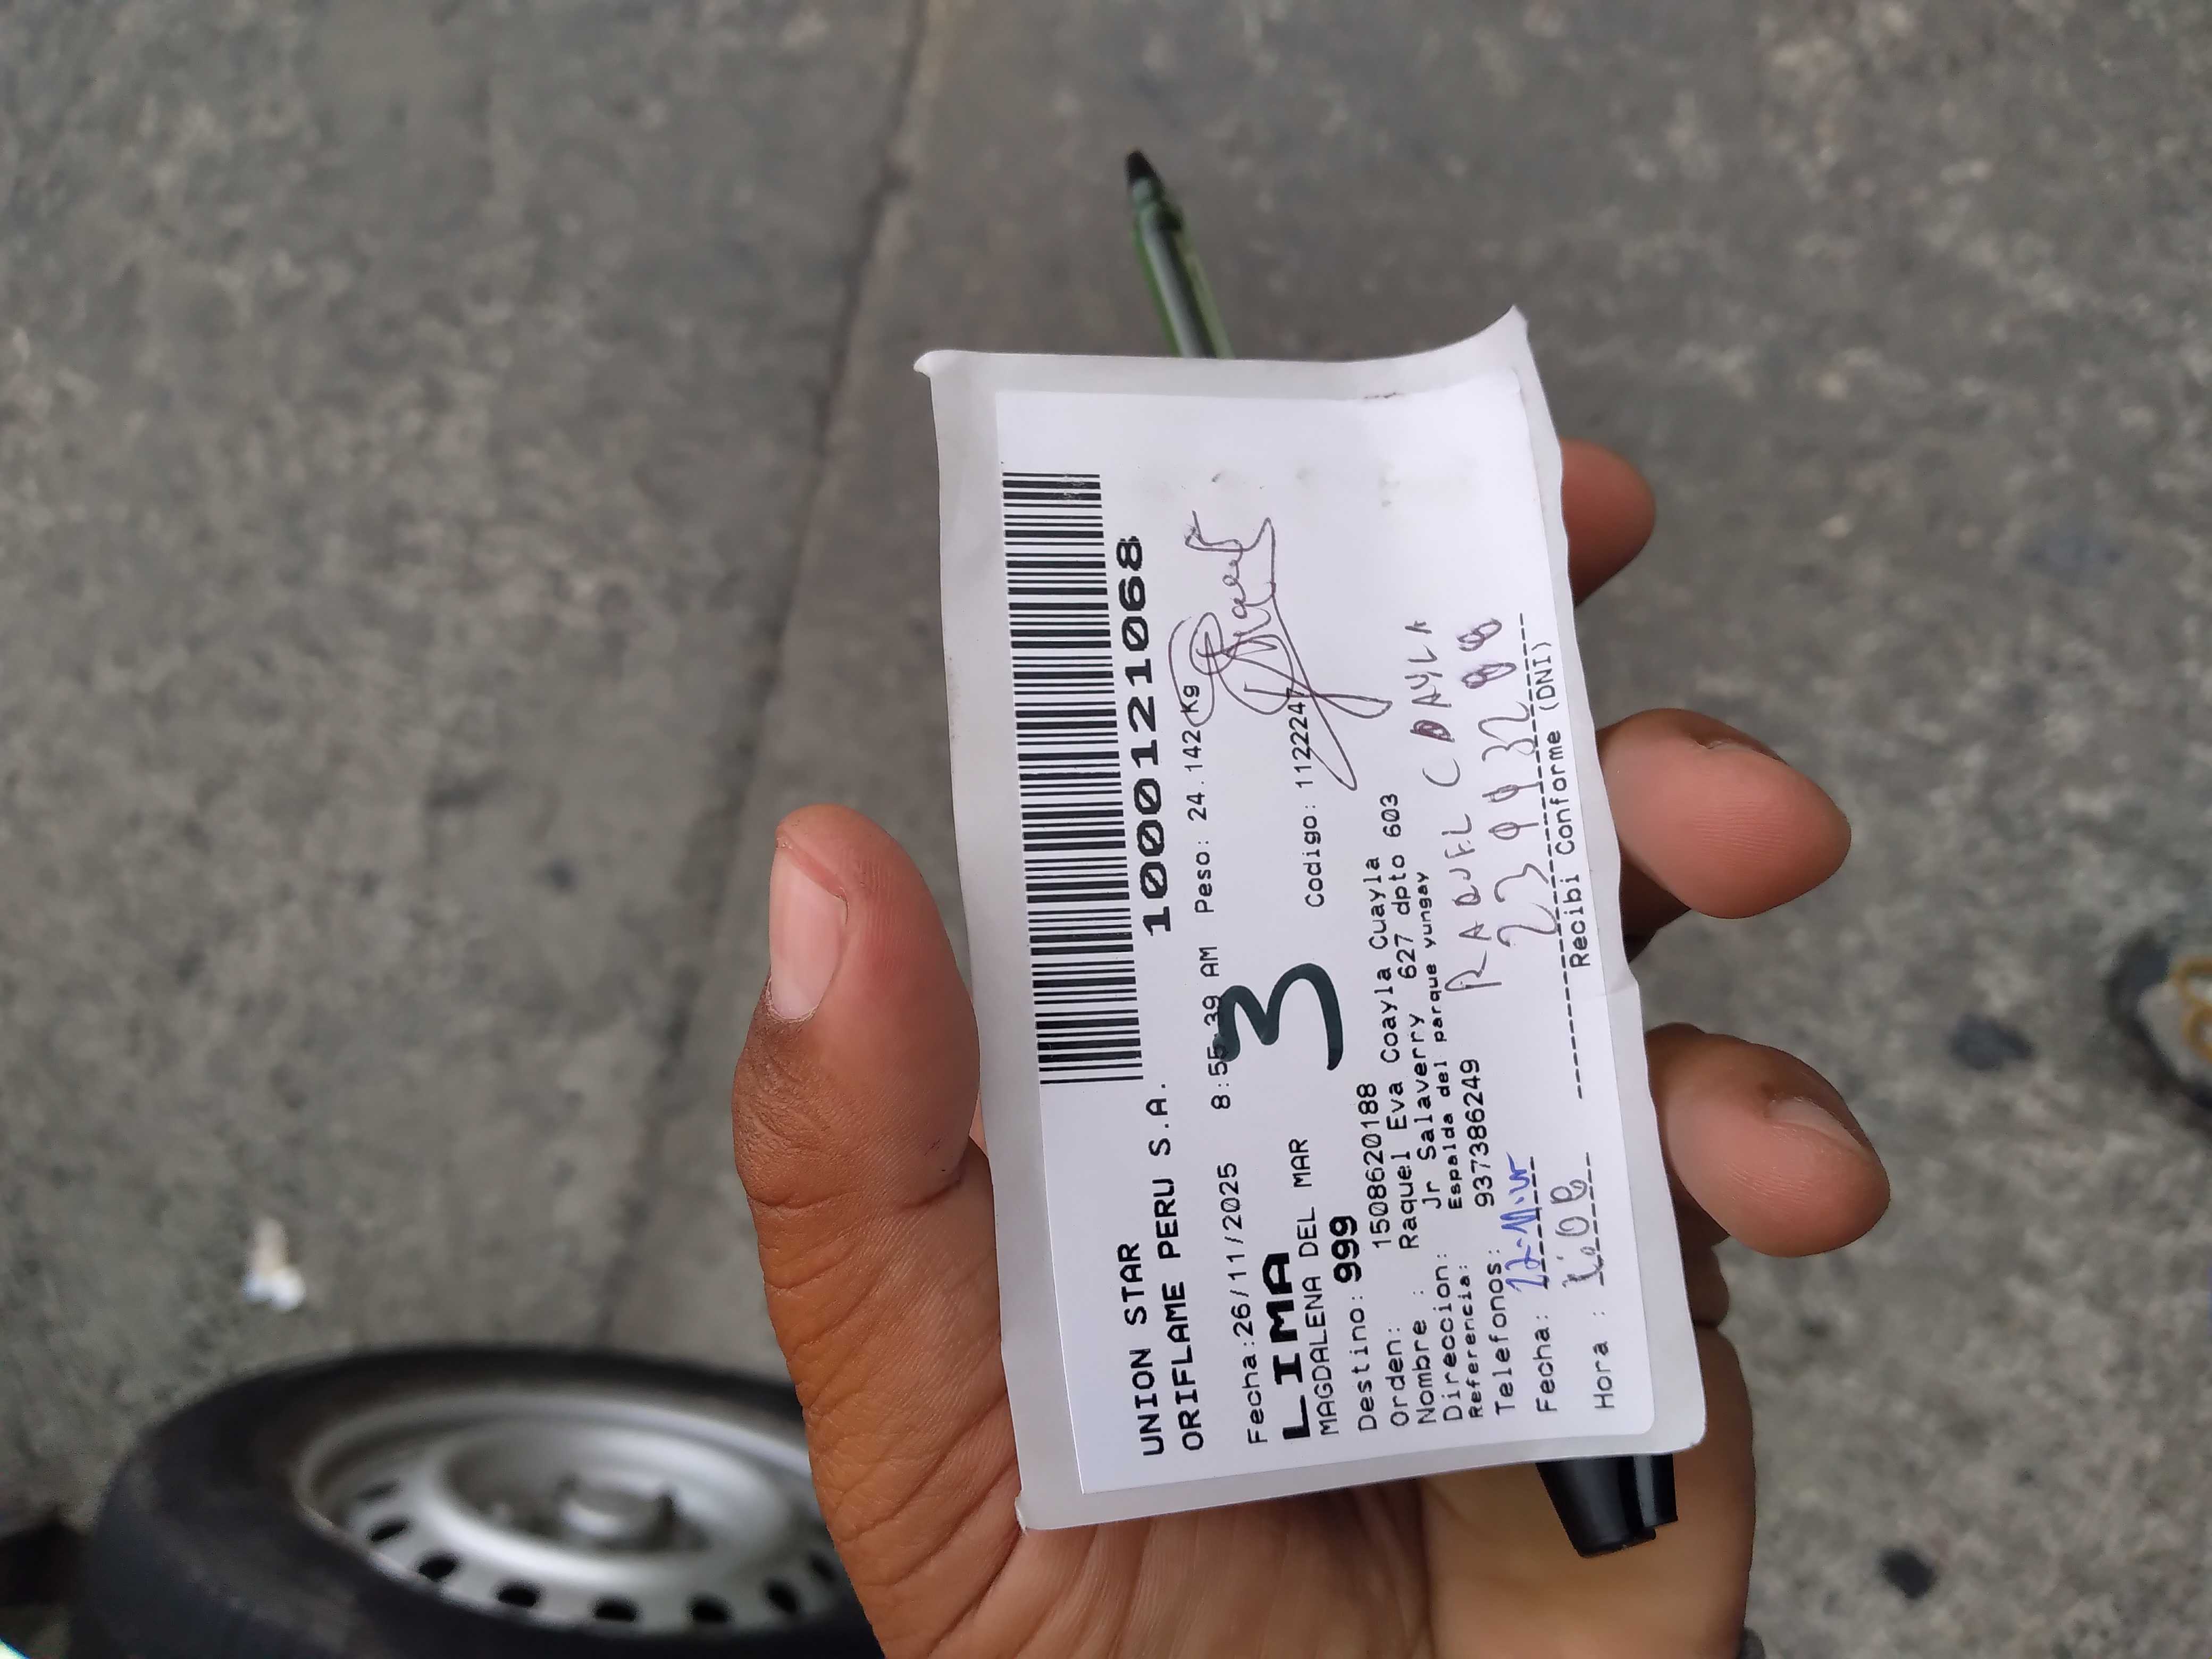 UNION STAR
ORIFLAME PERU S.A.
1000121068
Fecha:26/11/2025 8:55:39 AM Peso: 24.142 Kg
LIMA
3
MAGDALENA DEL MAR
Destino: 999 Codigo: 112224
Orden: 15086620188
Nombre : Raquel Eva Coayla Cuayla
Direccion: Jr Salaverry 627 dpto 603
Referencia: Espalda del parque yungay
Telefonos: 937386249
RAQUEL COAYLA
Fecha:
Hora :
Recibi Conforme (DNI)